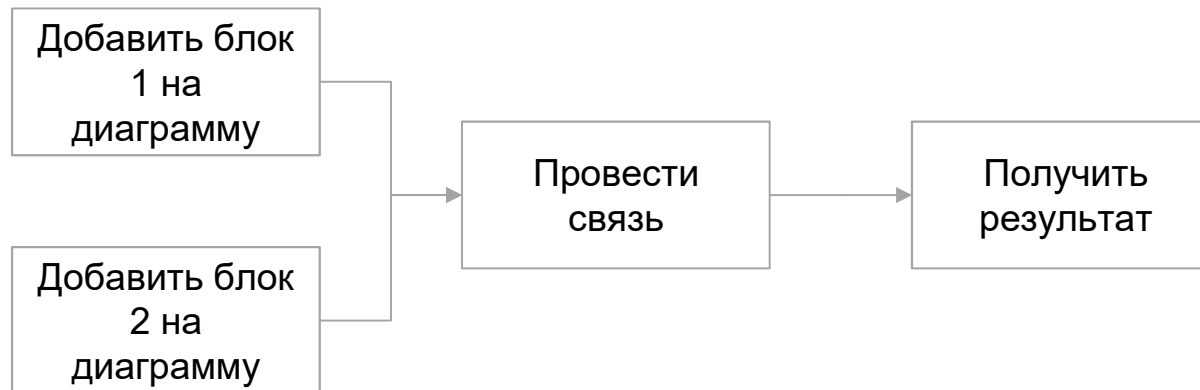 Добавить блок
1 на
диаграмму
Добавить блок
2 на
диаграмму
Провести
связь
Получить
результат